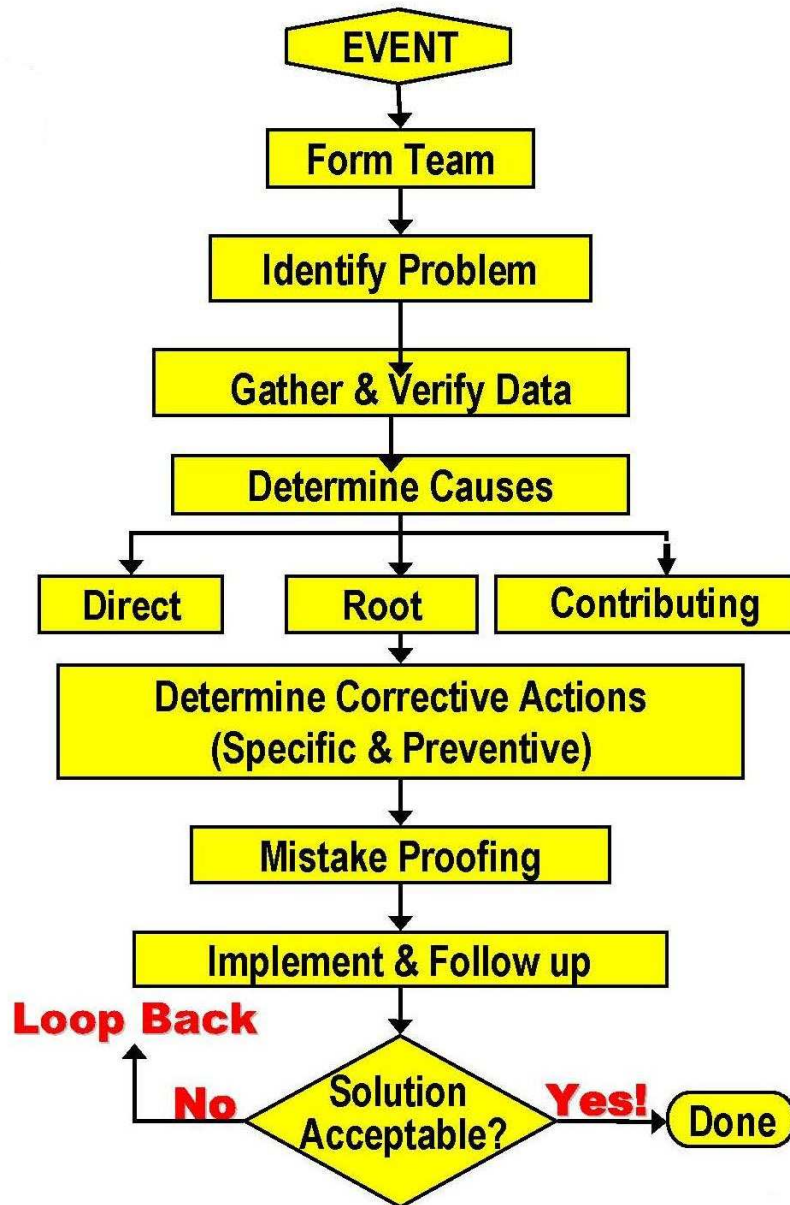 EVENT
Form Team
Identify Problem
Gather & Verify Data
Determine Causes
Direct
Root
Contributing
Determine Corrective Actions
(Specific & Preventive)
Mistake Proofing
Implement & Follow up
Loop Back
No
Solution
Acceptable?
Yes!
Done